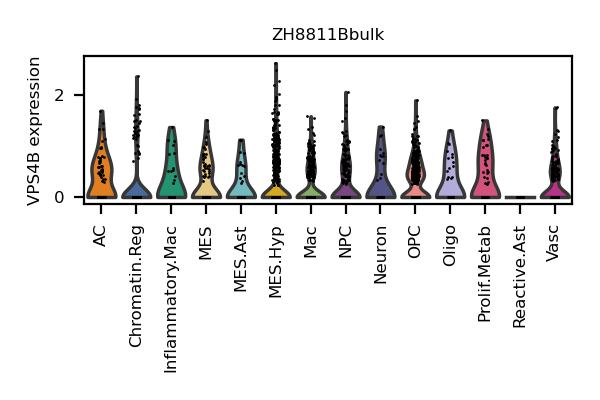 ZH8811Bbulk
VPS4B expression
2
0
AC
Chromatin.Reg
Inflammatory.Mac
MES
MES.Ast
MES.Hyp
Mac
NPC
Neuron
OPC
Oligo
Prolif.Metab
Reactive.Ast
Vasc